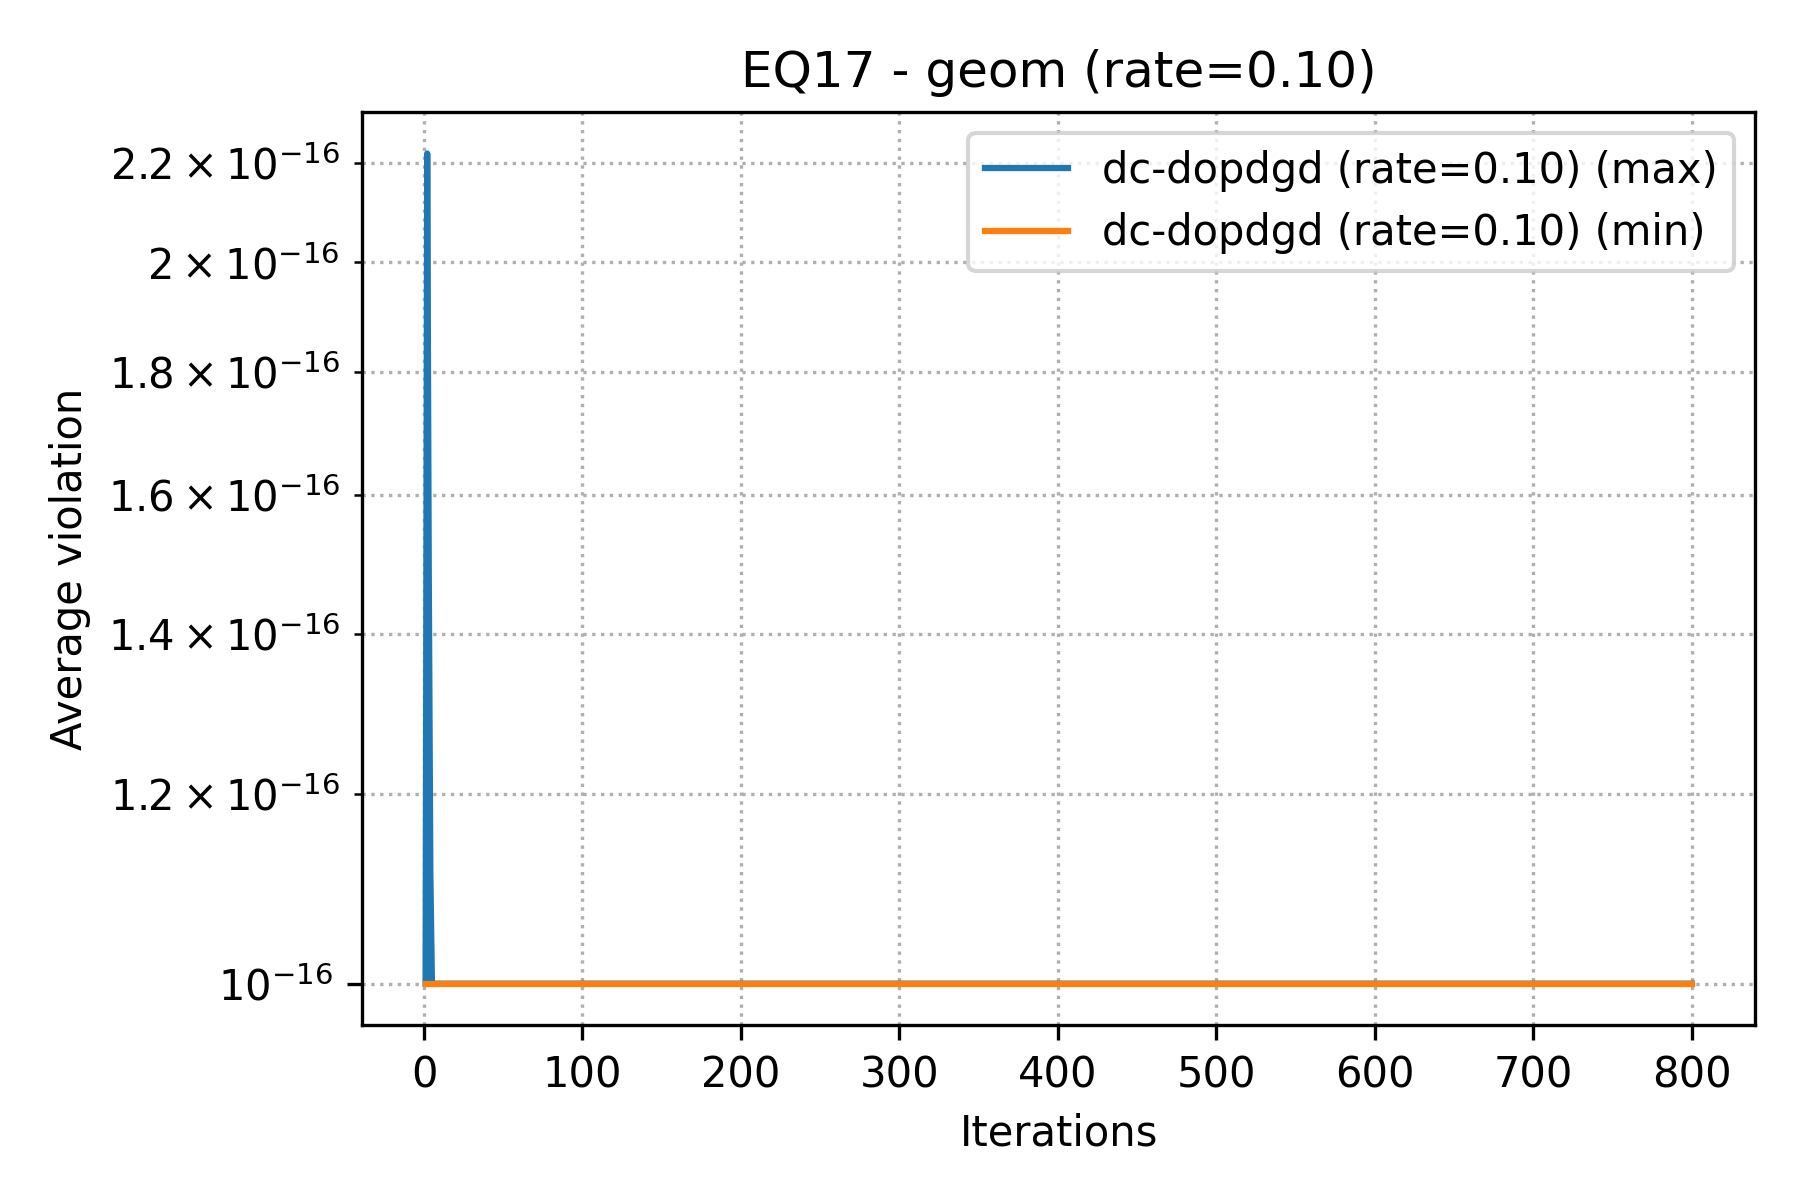 EQ17 - geom (rate=0.10)
dc-dopdgd (rate=0.10) (max)
dc-dopdgd (rate=0.10) (min)
Average violation
2.2 × 10⁻¹⁶
2 × 10⁻¹⁶
1.8 × 10⁻¹⁶
1.6 × 10⁻¹⁶
1.4 × 10⁻¹⁶
1.2 × 10⁻¹⁶
10⁻¹⁶
0 100 200 300 400 500 600 700 800
Iterations